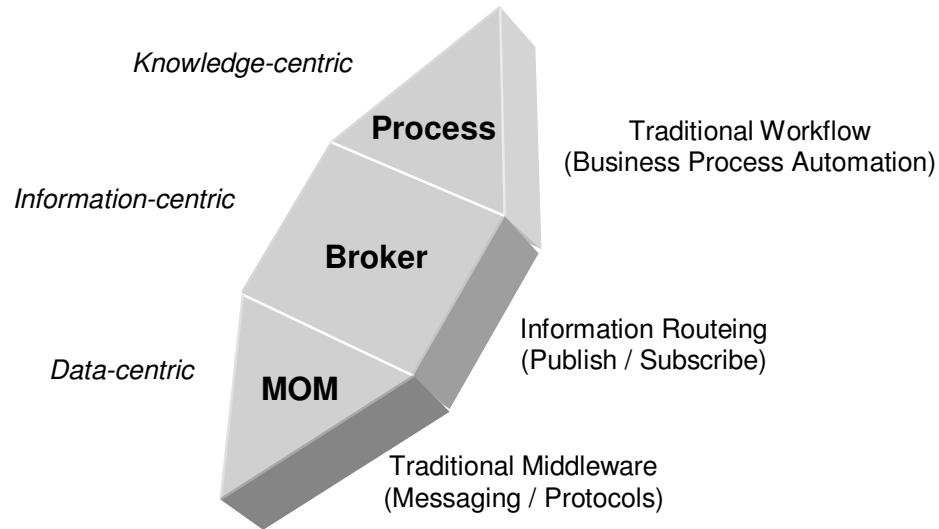 Knowledge-centric
Process
Traditional Workflow
(Business Process Automation)
Information-centric
Broker
Information Routeing
(Publish / Subscribe)
Data-centric
MOM
Traditional Middleware
(Messaging / Protocols)